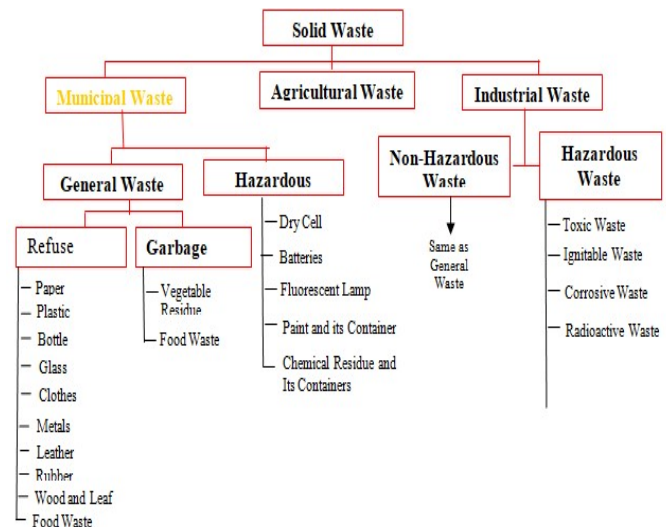 Solid Waste
Municipal Waste
Agricultural Waste
Industrial Waste
General Waste
Hazardous
Non-Hazardous
Waste
Hazardous
Waste
Refuse
Garbage
Paper
Plastic
Bottle
Glass
Clothes
Metals
Leather
Rubber
Wood and Leaf
Food Waste
Vegetable
Residue
Food Waste
Dry Cell
Batteries
Fluorescent Lamp
Paint and its Container
Chemical Residue and
Its Containers
Same as
General
Waste
Toxic Waste
Ignitable Waste
Corrosive Waste
Radioactive Waste